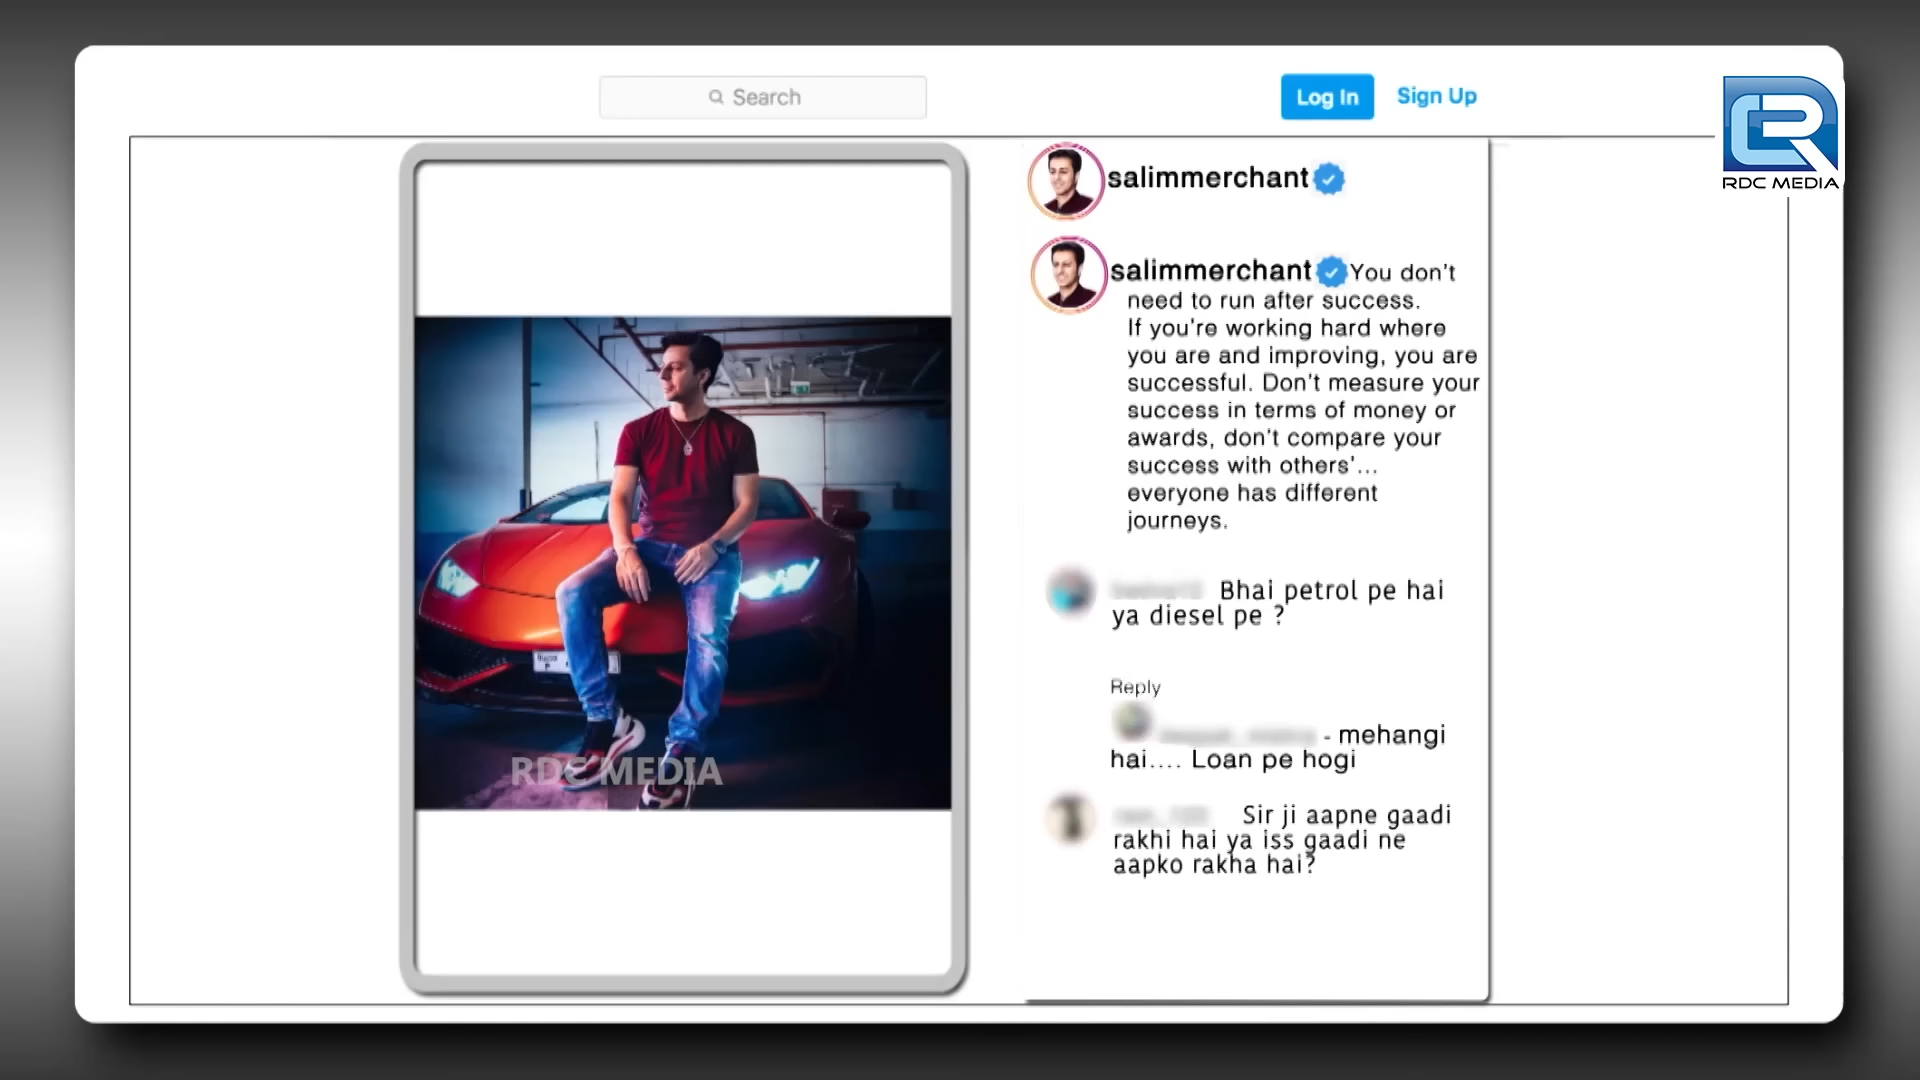 Search
Log In
Sign Up
RDC MEDIA
salimmerchant
salimmerchant You don't
need to run after success.
If you're working hard where
you are and improving, you are
successful. Don't measure your
success in terms of money or
awards, don't compare your
success with others'...
everyone has different
journeys.
Bhai petrol pe hai
ya diesel pe ?
Reply
- mehangi
hai.... Loan pe hogi
Sir ji aapne gaadi
rakhi hai ya iss gaadi ne
aapko rakha hai?
RDC MEDIA